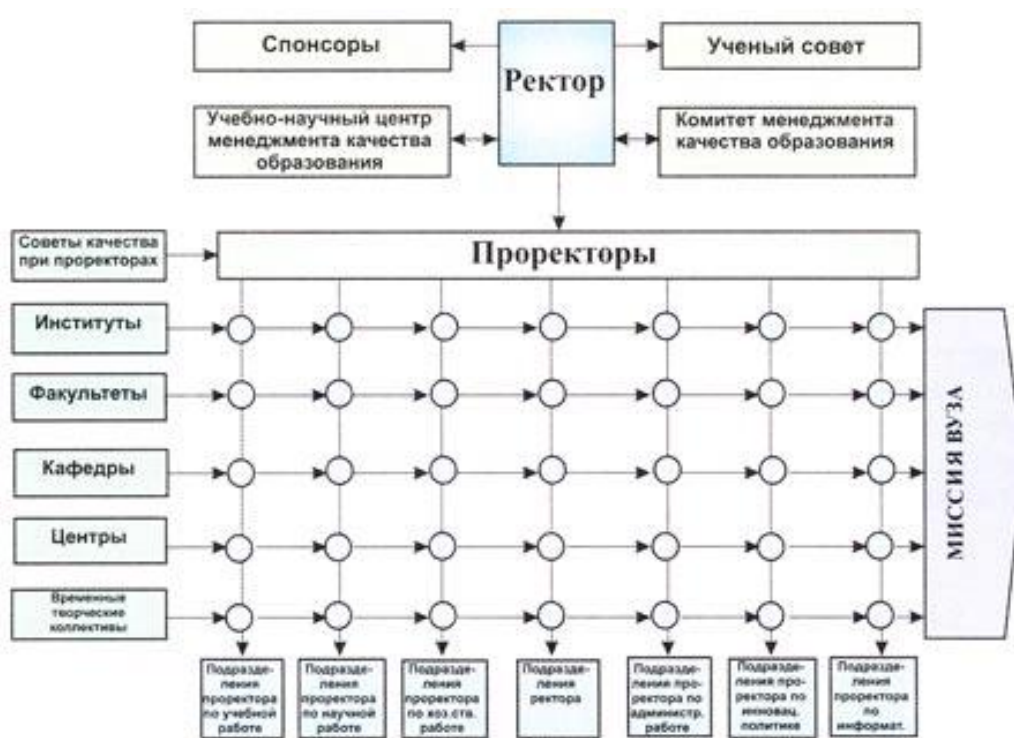 Спонсоры
Ректор
Ученый совет
Учебно-научный центр
менеджмента качества
образования
Комитет менеджмента
качества образования
Советы качества
при проректорах
Проректоры
Институты
Факультеты
Кафедры
Центры
Временные
творческие
коллективы
МИССИЯ ВУЗА
Подразде-
ления
проректора
по учебной
работе
Подразде-
ления
проректора
по научной
работе
Подразде-
ления
проректора
по хоз.ств.
работе
Подразде-
ления
ректора
Подразде-
ления про-
ректора по
администр.
работе
Подразде-
ления про-
ректора по
инновац.
политике
Подразде-
ления
проректора
по
информат.